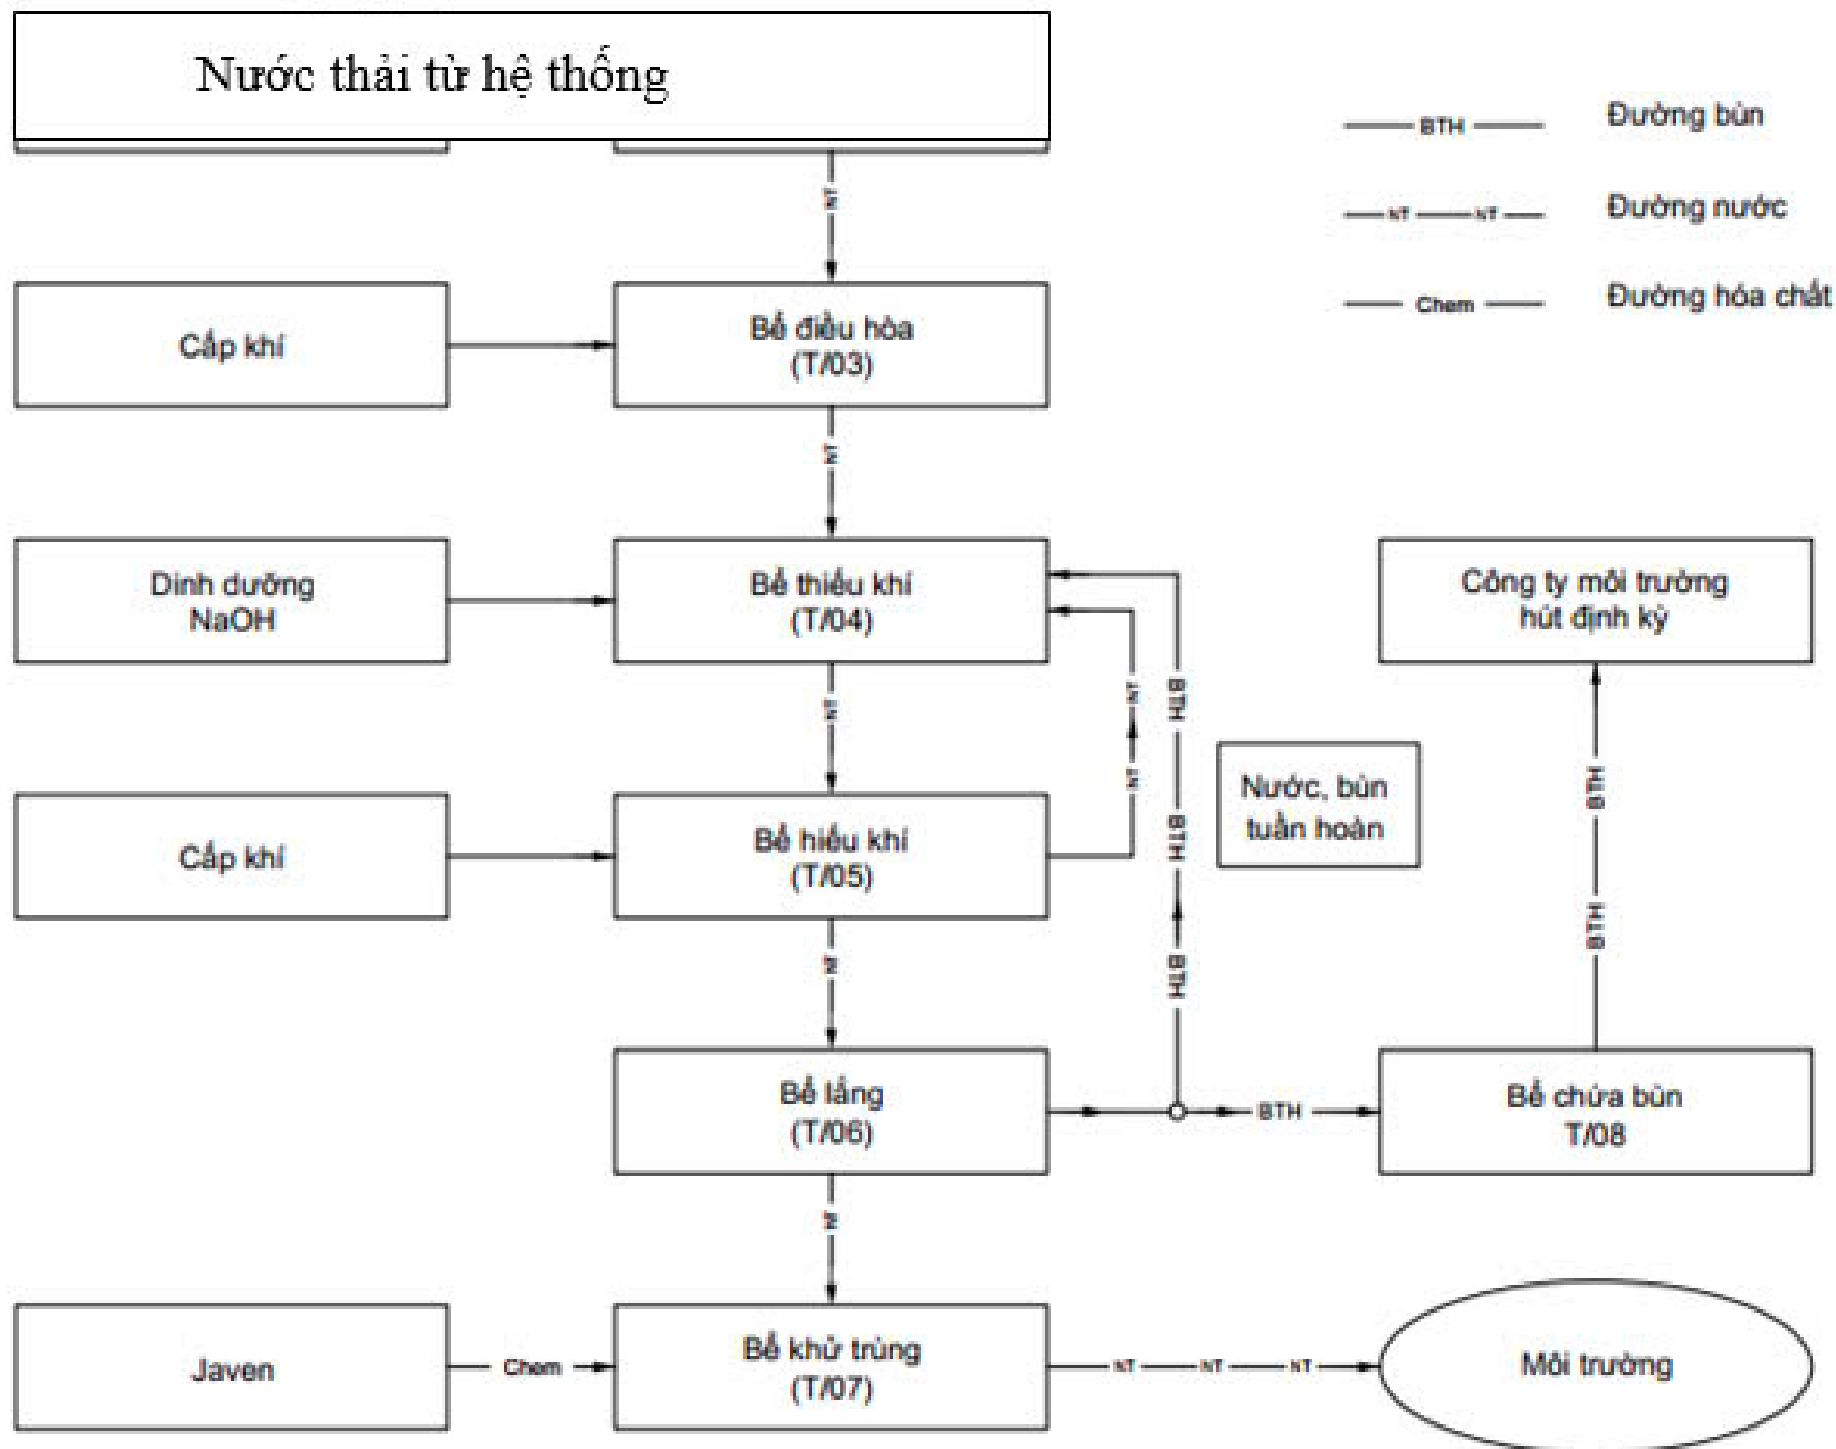 Nước thải từ hệ thống
BTH
Đường bùn
NT NT
Đường nước
Chem
Đường hóa chất
NT
Cấp khí
Bể điều hòa
(T/03)
NT
Dinh dưỡng
NaOH
Bể thiếu khí
(T/04)
Công ty môi trường
hút định kỳ
NT
NT
NT
BTH
BTH
BTH
Nước, bùn
tuần hoàn
BTH
BTH
Cấp khí
Bể hiếu khí
(T/05)
NT
Bể lắng
(T/06)
BTH
Bể chứa bùn
T/08
NT
Javen
Chem
Bể khử trùng
(T/07)
NT NT NT
Môi trường